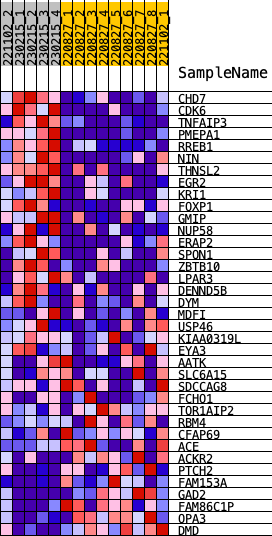 221102_
230215_1
230215_2
230215_3
230215_4
220827_1
220827_2
220827_3
220827_4
220827_5
220827_6
220827_7
220827_8
221102_1
SampleName
CHD7
CDK6
TNFAIP3
PMEPA1
RREB1
NIN
THNSL2
EGR2
KRI1
FOXP1
GMIP
NUP58
ERAP2
SPON1
ZBTB10
LPAR3
DENND5B
DYM
MDFI
USP46
KIAA0319L
EYA3
AATK
SLC6A15
SDCCAG8
FCHO1
TOR1AIP2
RBM4
CFAP69
ACE
ACKR2
PTCH2
FAM153A
GAD2
FAM86C1P
OPA3
DMD